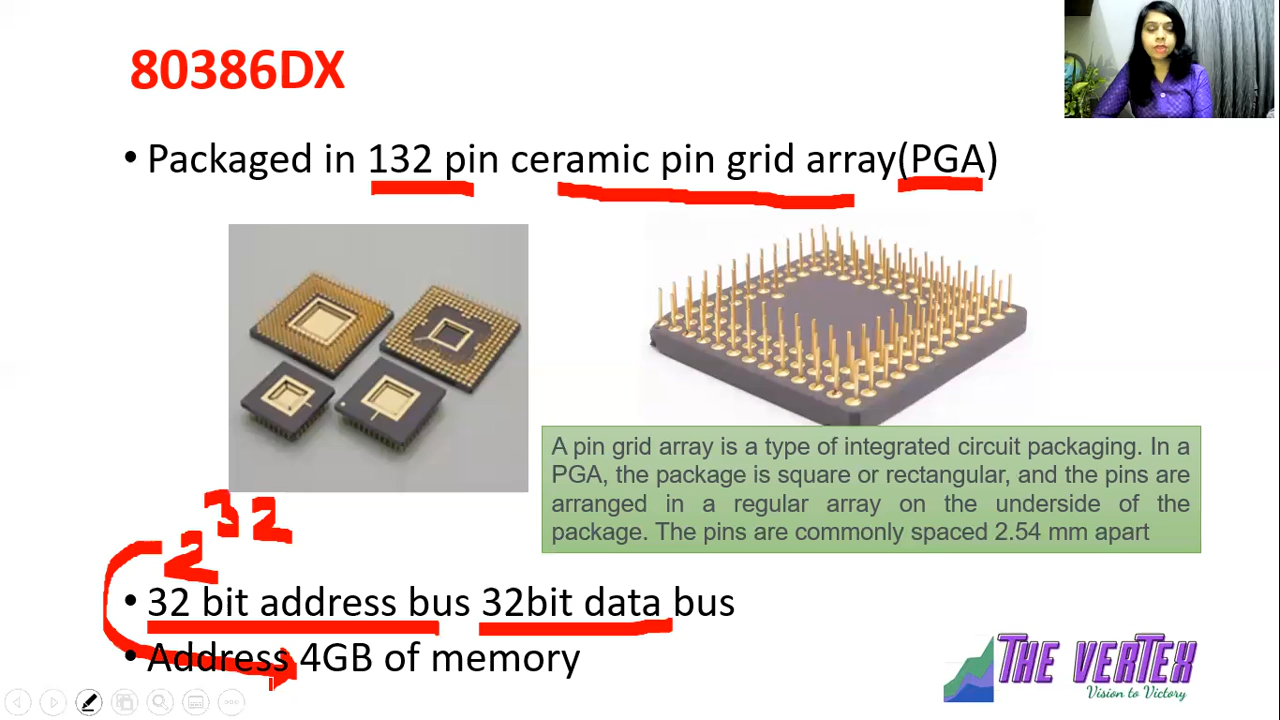 80386DX
• Packaged in 132 pin ceramic pin grid array(PGA)
A pin grid array is a type of integrated circuit packaging. In a
PGA, the package is square or rectangular, and the pins are
arranged in a regular array on the underside of the
package. The pins are commonly spaced 2.54 mm apart
2 32
• 32 bit address bus 32bit data bus
• Address 4GB of memory
THE VERTEX
Vision to Victory